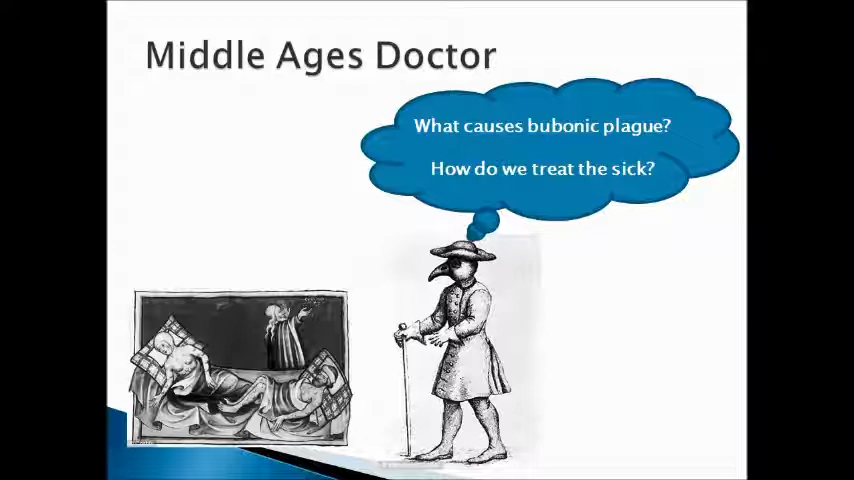 Middle Ages Doctor
What causes bubonic plague?
How do we treat the sick?